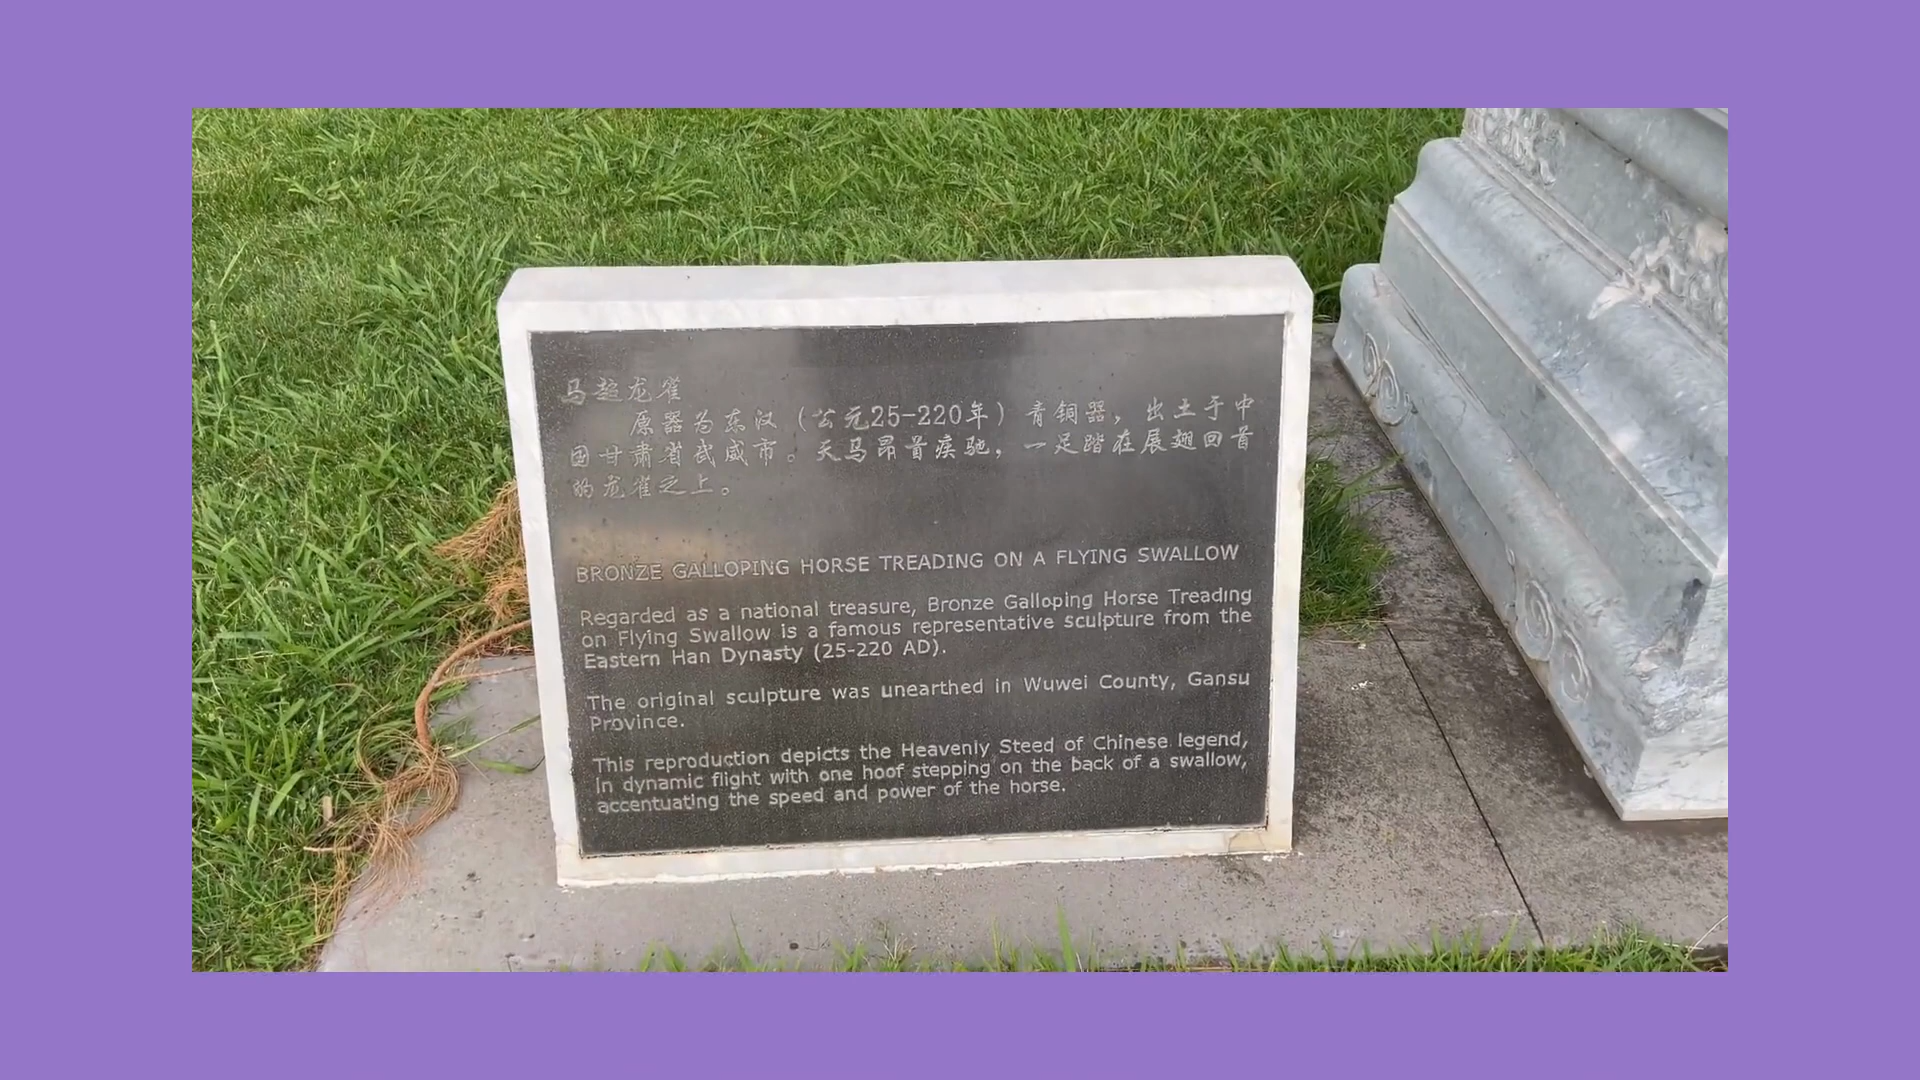 马超龙雀
原器为东汉（公元25-220年）青铜器，出土于中
国甘肃省武威市。天马昂首疾驰，一足踏在展翅回首
的龙雀之上。
BRONZE GALLOPING HORSE TREADING ON A FLYING SWALLOW
Regarded as a national treasure, Bronze Galloping Horse Treading
on Flying Swallow is a famous representative sculpture from the
Eastern Han Dynasty (25-220 AD).
The original sculpture was unearthed in Wuwei County, Gansu
Province.
This reproduction depicts the Heavenly Steed of Chinese legend,
In dynamic flight with one hoof stepping on the back of a swallow,
accentuating the speed and power of the horse.